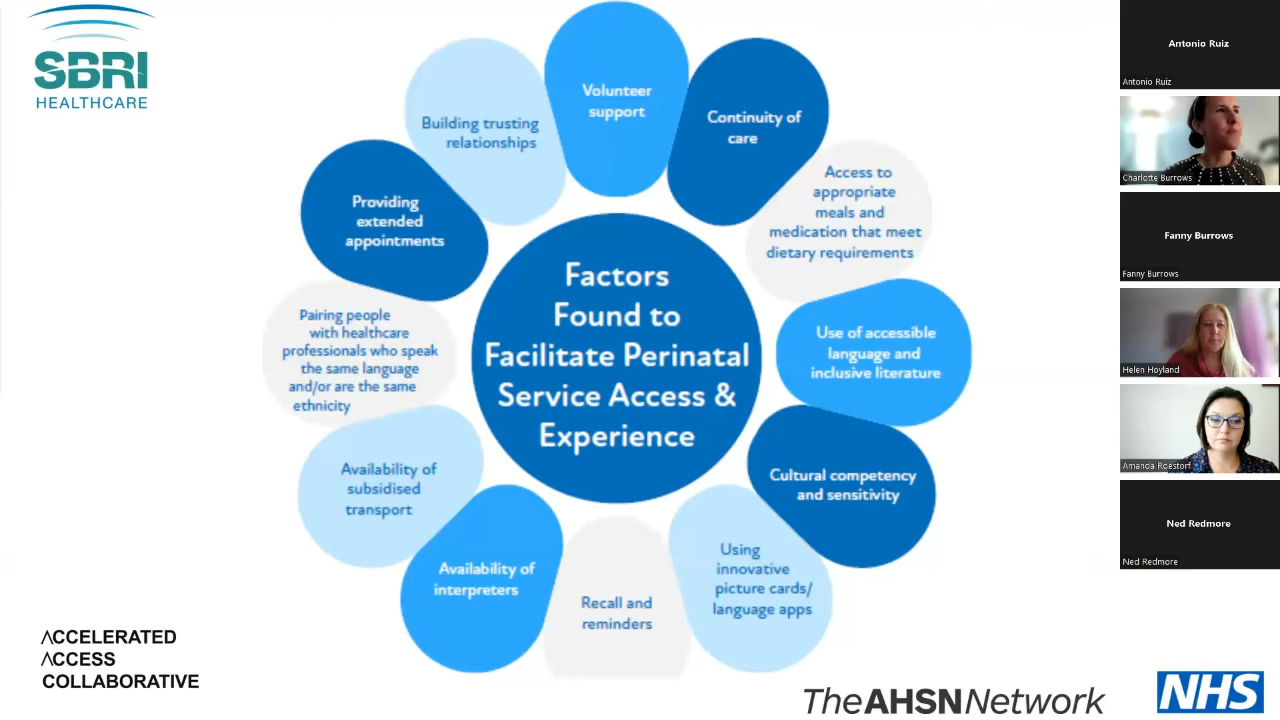 SBRI
HEALTHCARE
Volunteer
support
Continuity of
care
Access to
appropriate
meals and
medication that meet
dietary requirements
Use of accessible
language and
inclusive literature
Cultural competency
and sensitivity
Using
innovative
picture cards/
language apps
Recall and
reminders
Availability of
interpreters
Availability of
subsidised
transport
Pairing people
with healthcare
professionals who speak
the same language
and/or are the same
ethnicity
Providing
extended
appointments
Building trusting
relationships
Factors
Found to
Facilitate Perinatal
Service Access &
Experience
ACCELERATED
ACCESS
COLLABORATIVE
TheAHSNNetwork
NHS
Antonio Ruiz
Antonio Ruiz
Charlotte Burrows
Fanny Burrows
Fanny Burrows
Helen Hoyland
Amanda Roestorf
Ned Redmore
Ned Redmore